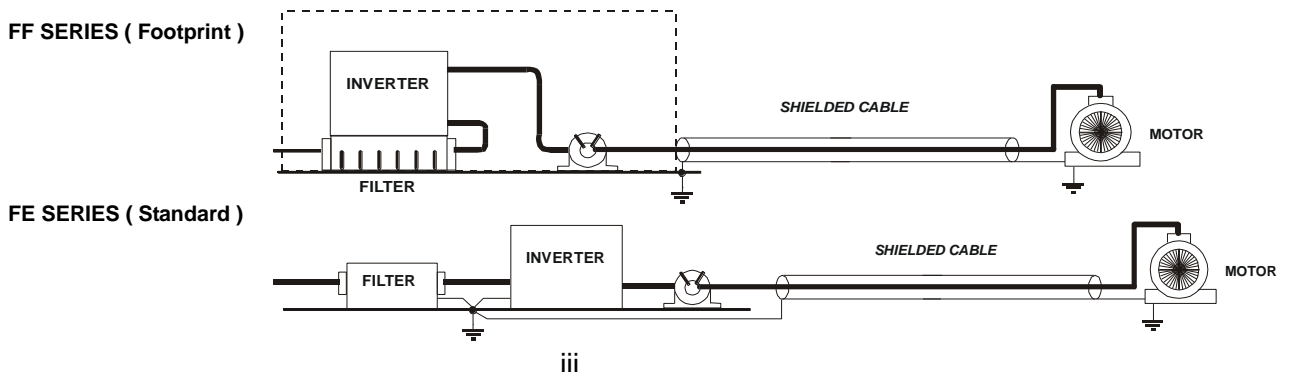 FF SERIES ( Footprint )
INVERTER
SHIELDED CABLE
MOTOR
FILTER
FE SERIES ( Standard )
INVERTER
SHIELDED CABLE
FILTER
MOTOR
iii